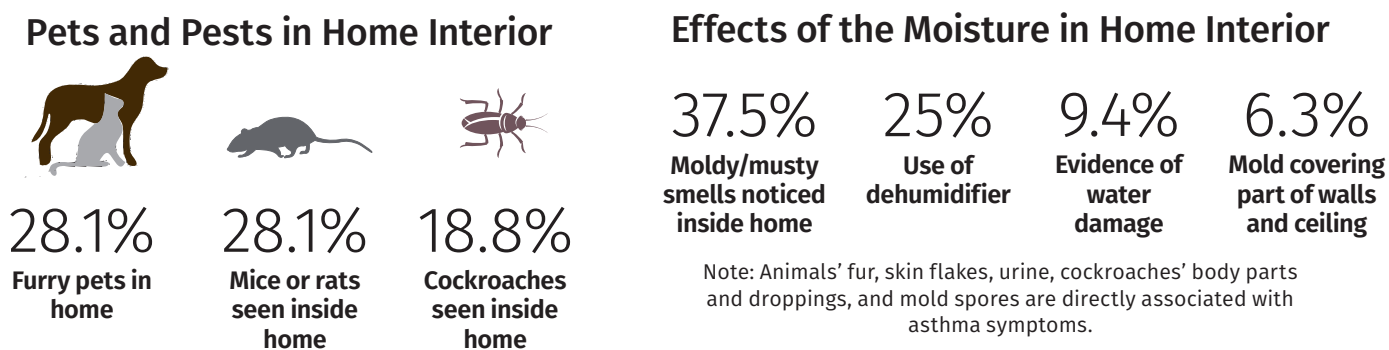 Pets and Pests in Home Interior
28.1%
Furry pets in
home
28.1%
Mice or rats
seen inside
home
18.8%
Cockroaches
seen inside
home
Effects of the Moisture in Home Interior
37.5%
Moldy/musty
smells noticed
inside home
25%
Use of
dehumidifier
9.4%
Evidence of
water
damage
6.3%
Mold covering
part of walls
and ceiling
Note: Animals’ fur, skin flakes, urine, cockroaches’ body parts
and droppings, and mold spores are directly associated with
asthma symptoms.